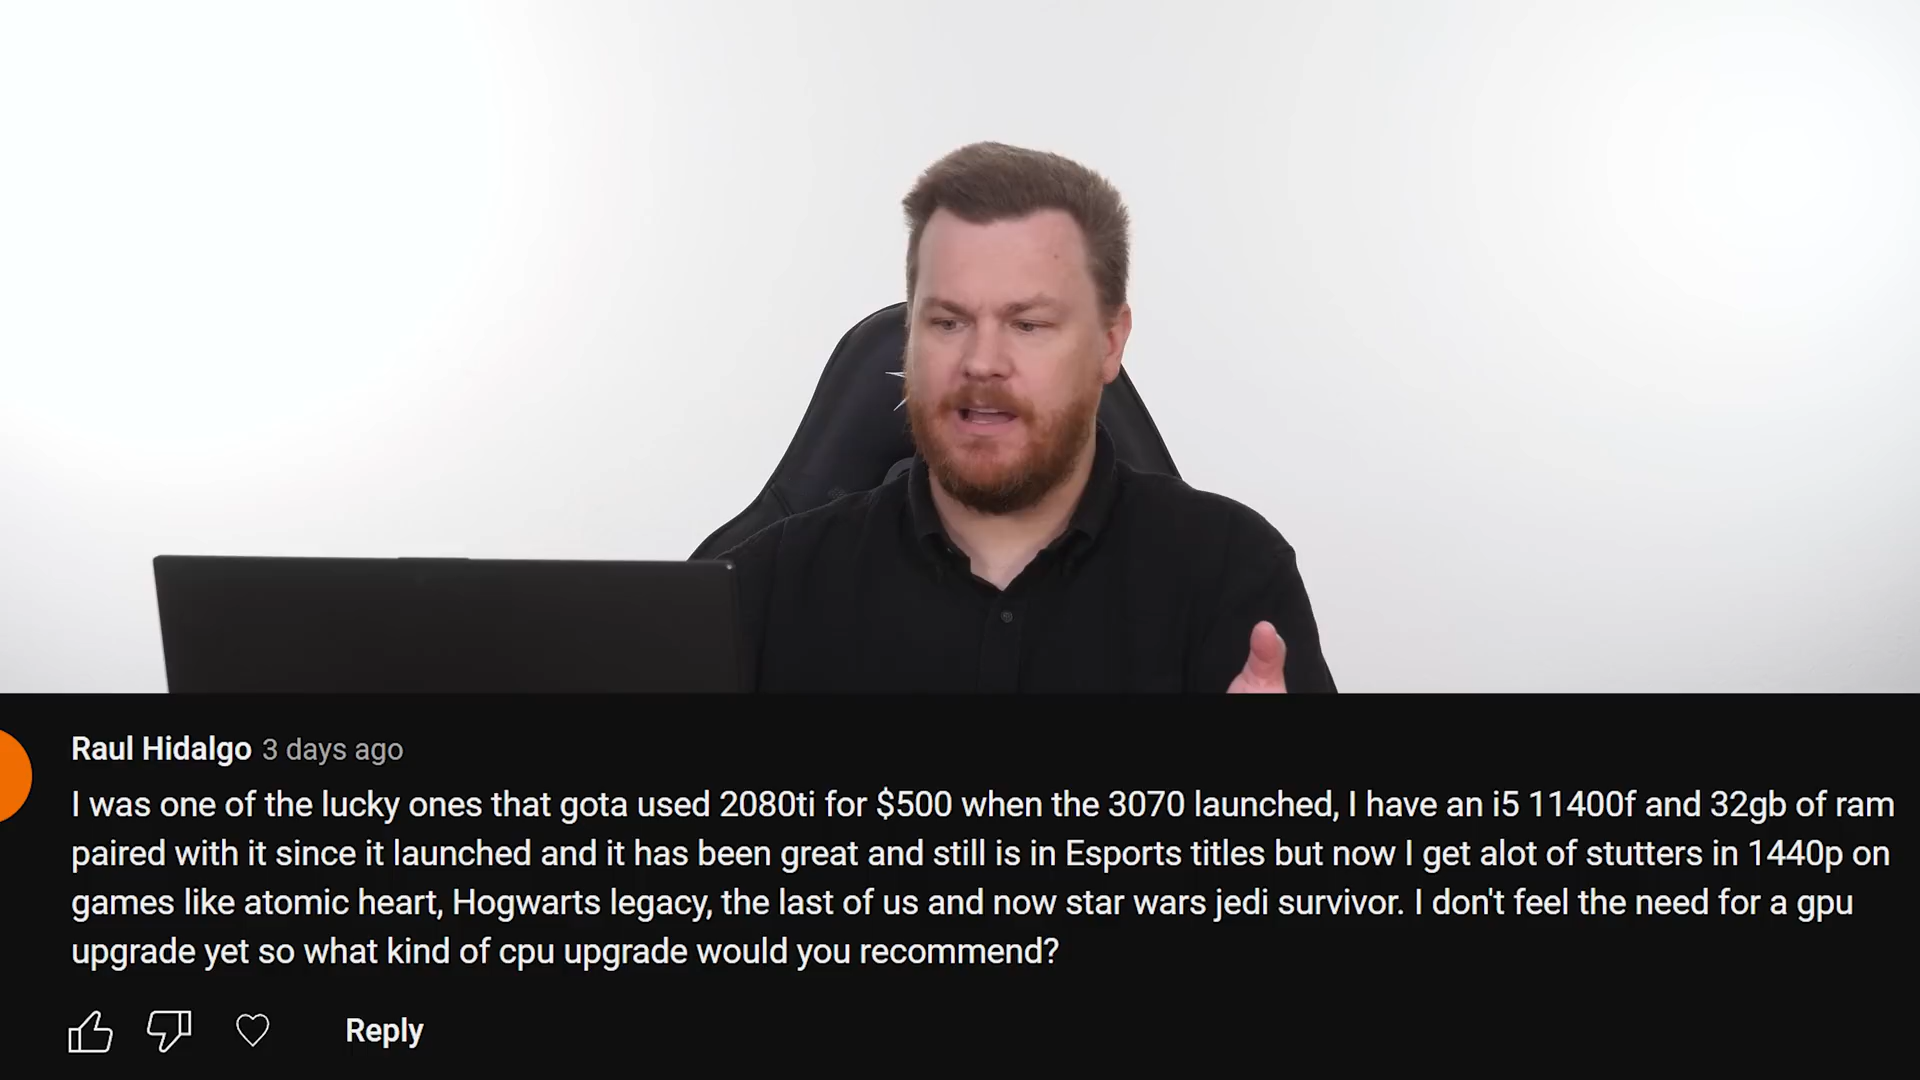 Raul Hidalgo 3 days ago
I was one of the lucky ones that gota used 2080ti for $500 when the 3070 launched, I have an i5 11400f and 32gb of ram
paired with it since it launched and it has been great and still is in Esports titles but now I get alot of stutters in 1440p on
games like atomic heart, Hogwarts legacy, the last of us and now star wars jedi survivor. I don't feel the need for a gpu
upgrade yet so what kind of cpu upgrade would you recommend?
Reply